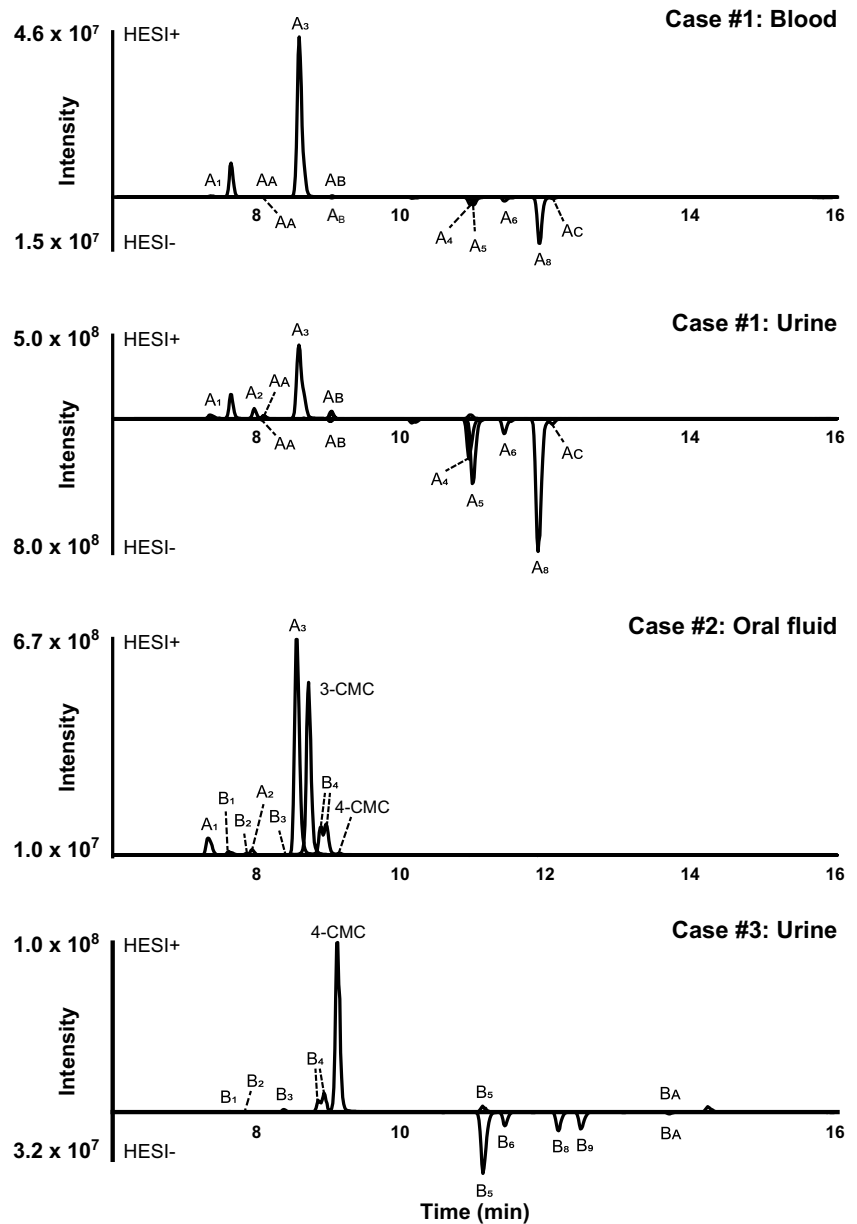 Case #1: Blood
4.6 x 10⁷ HESI+
A₃
Intensity
A₁ AA AB
8 10 14 16
AA AB A₄ A₅ A₆ AC
1.5 x 10⁷ HESI-
A₈
Case #1: Urine
5.0 x 10⁸ HESI+
A₃
Intensity
A₁ A₂ AA AB
8 10 14 16
AA AB A₄ A₅ A₆ AC
8.0 x 10⁸ HESI-
A₈
Case #2: Oral fluid
6.7 x 10⁸ HESI+
A₃
3-CMC
Intensity
A₁ B₁ B₂ A₂ B₃ B₄ 4-CMC
1.0 x 10⁷
8 10 12 14 16
Case #3: Urine
1.0 x 10⁸ HESI+
4-CMC
Intensity
B₁ B₂ B₃ B₄ B₅ BA
8 10 12 14 16
B₆ B₈ B₉ BA
3.2 x 10⁷ HESI-
B₅
Time (min)